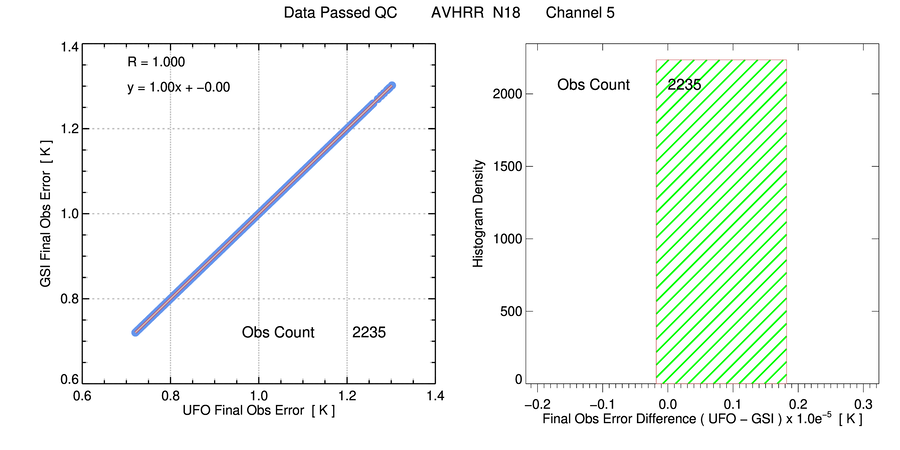 Data Passed QC AVHRR N18 Channel 5
R = 1.000
y = 1.00x + −0.00
GSI Final Obs Error [ K ]
1.4
1.2
1.0
0.8
0.6
Obs Count 2235
0.6 0.8 1.0 1.2 1.4
UFO Final Obs Error [ K ]
Obs Count 2235
Histogram Density
2000
1500
1000
500
0
−0.2 −0.1 0.0 0.1 0.2 0.3
Final Obs Error Difference ( UFO − GSI ) x 1.0e⁻⁵ [ K ]